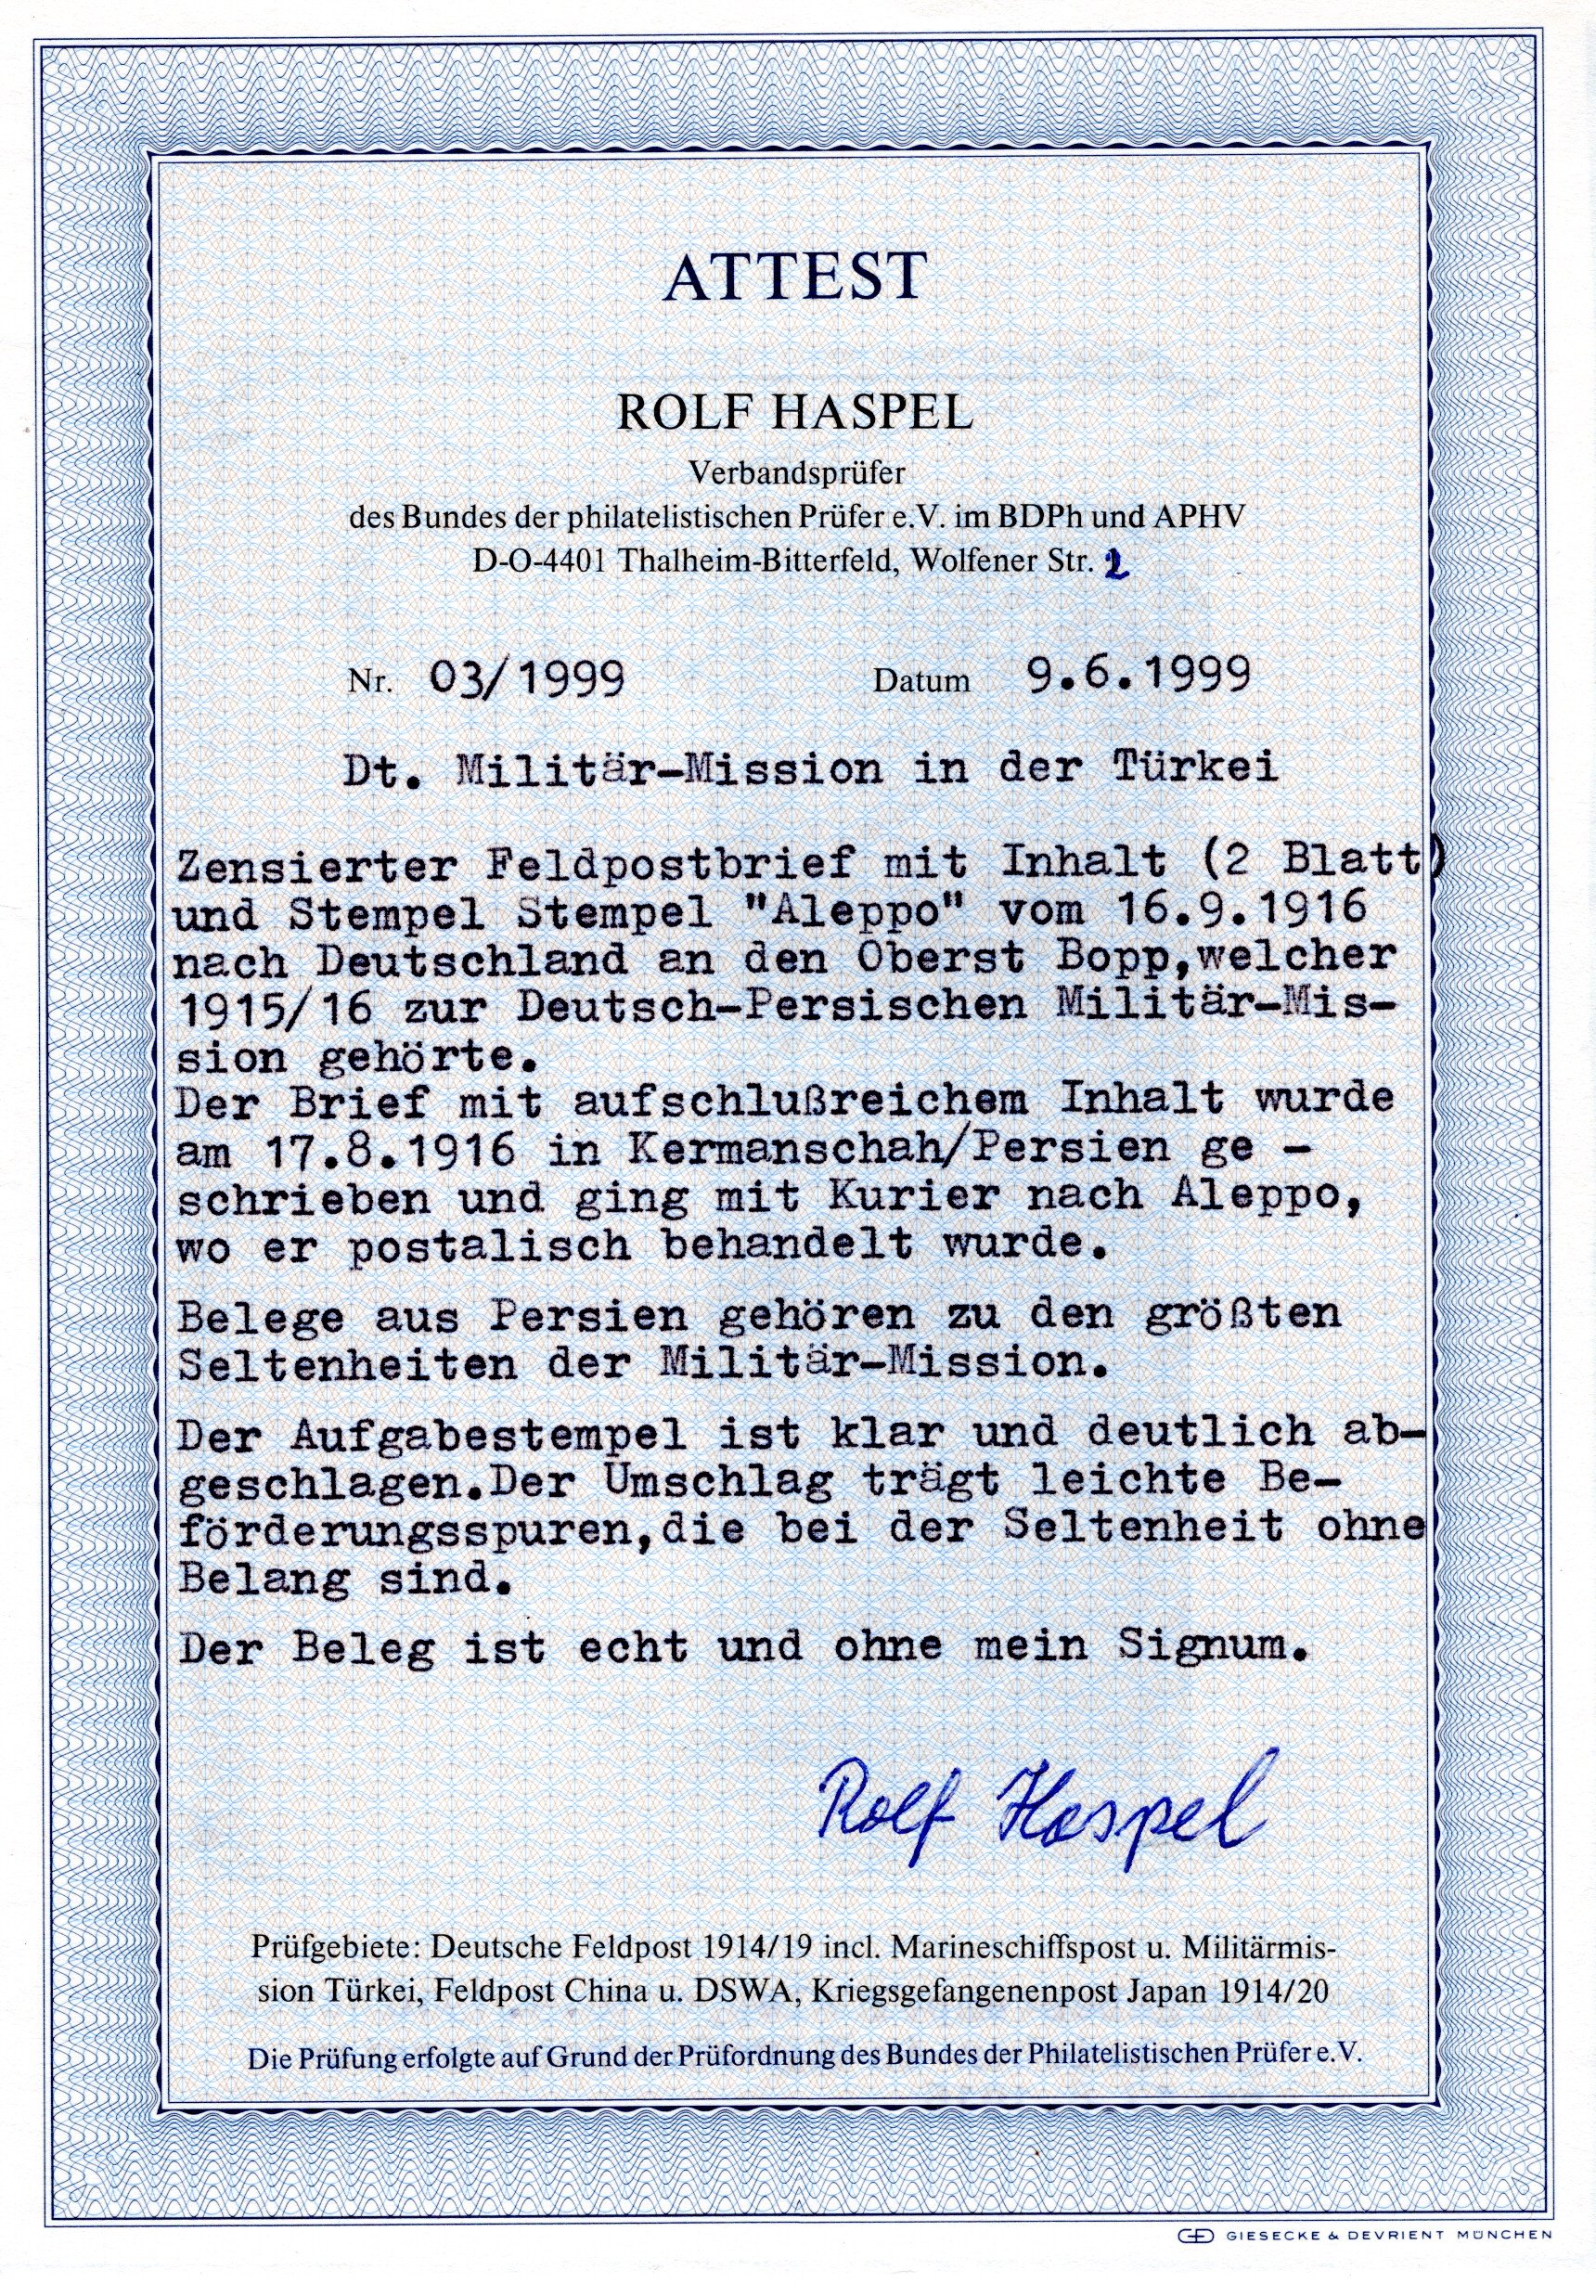 ATTEST
ROLF HASPEL
Verbandsprüfer
des Bundes der philatelistischen Prüfer e.V. im BDPh und APHV
D-O-4401 Thalheim-Bitterfeld, Wolfener Str. 2
Nr. 03/1999 Datum 9.6.1999
Dt. Militär-Mission in der Türkei
Zensierter Feldpostbrief mit Inhalt (2 Blatt)
und Stempel Stempel "Aleppo" vom 16.9.1916
nach Deutschland an den Oberst Bopp,welcher
1915/16 zur Deutsch-Persischen Militär-Mis-
sion gehörte.
Der Brief mit aufschlußreichem Inhalt wurde
am 17.8.1916 in Kermanschah/Persien ge -
schrieben und ging mit Kurier nach Aleppo,
wo er postalisch behandelt wurde.
Belege aus Persien gehören zu den größten
Seltenheiten der Militär-Mission.
Der Aufgabestempel ist klar und deutlich ab-
geschlagen.Der Umschlag trägt leichte Be-
förderungsspuren,die bei der Seltenheit ohne
Belang sind.
Der Beleg ist echt und ohne mein Signum.
Rolf Haspel
Prüfgebiete: Deutsche Feldpost 1914/19 incl. Marineschiffspost u. Militärmis-
sion Türkei, Feldpost China u. DSWA, Kriegsgefangenenpost Japan 1914/20
Die Prüfung erfolgte auf Grund der Prüfordnung des Bundes der Philatelistischen Prüfer e.V.
GIESECKE & DEVRIENT MÜNCHEN